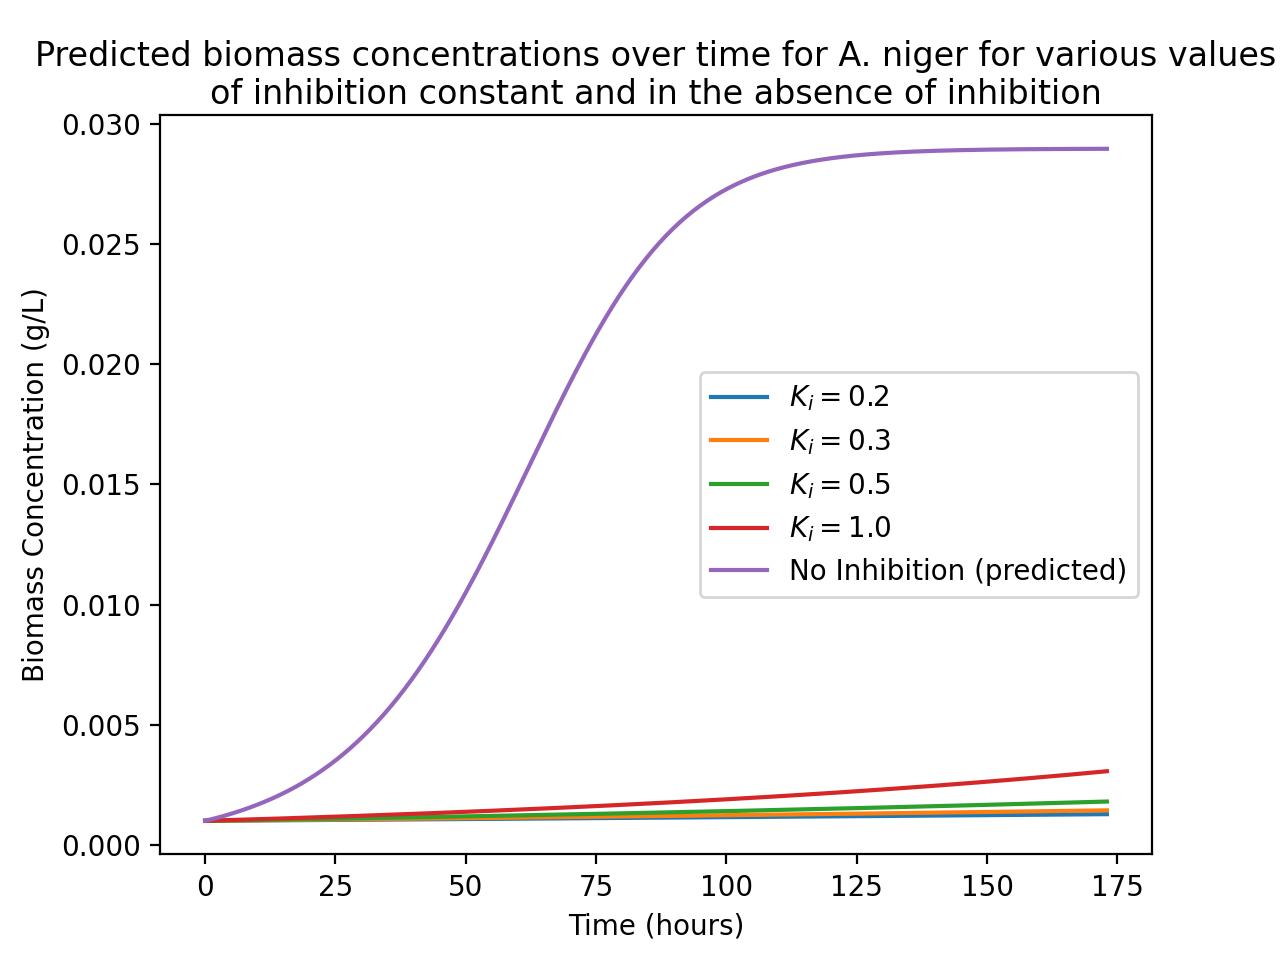 Predicted biomass concentrations over time for A. niger for various values
of inhibition constant and in the absence of inhibition
0.030
0.025
0.020
0.015
0.010
0.005
0.000
Biomass Concentration (g/L)
K_i = 0.2
K_i = 0.3
K_i = 0.5
K_i = 1.0
No Inhibition (predicted)
0 25 50 75 100 125 150 175
Time (hours)